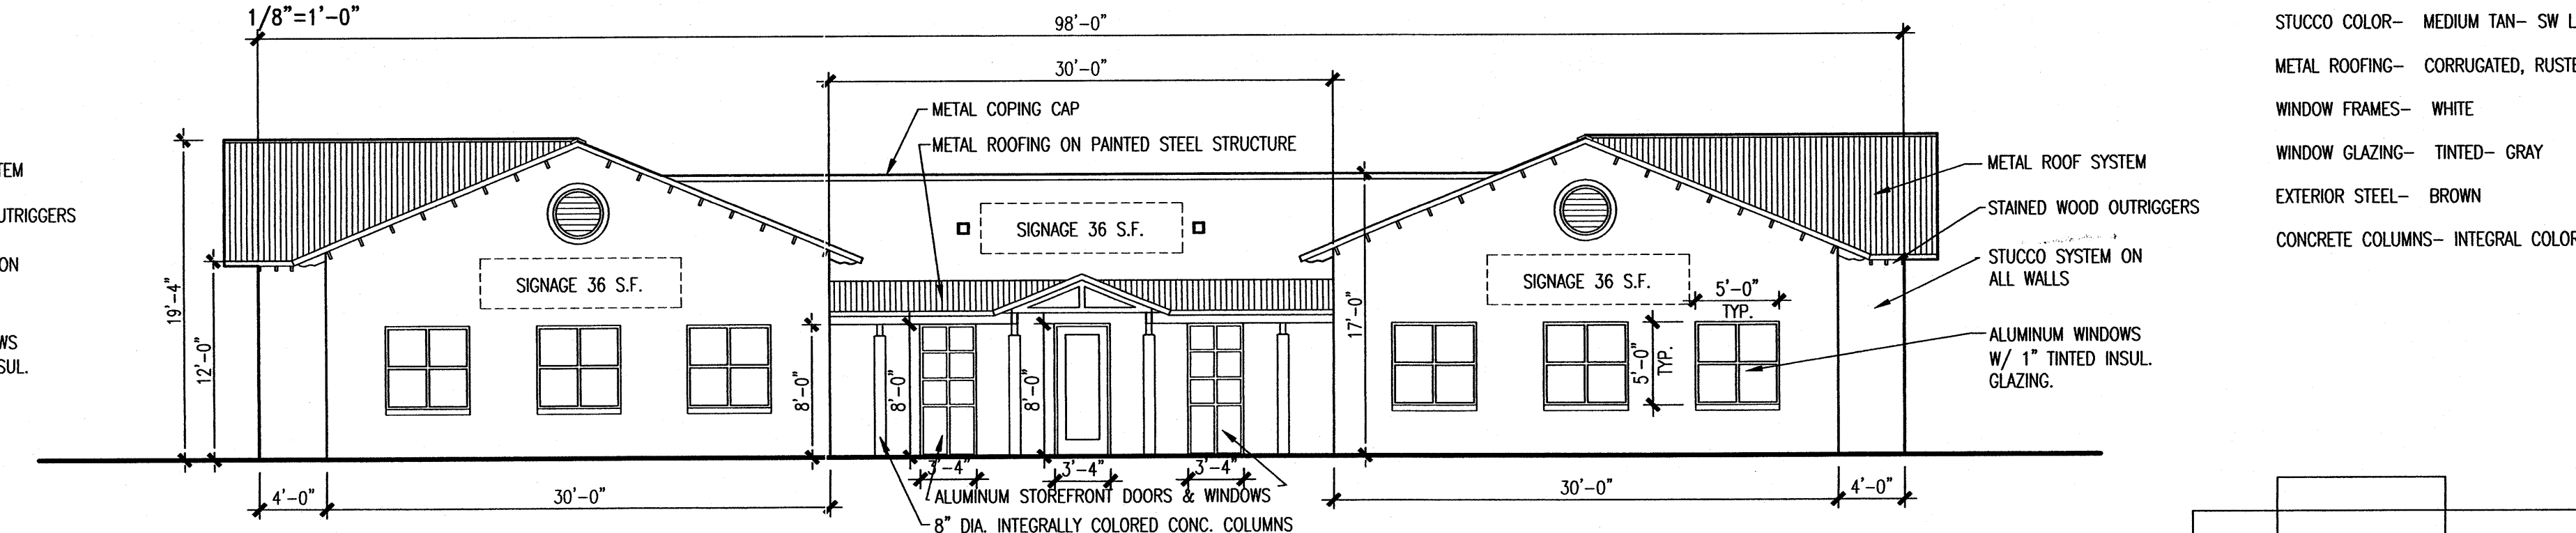 1/8"=1'-0"
98'-0"
30'-0"
METAL COPING CAP
METAL ROOFING ON PAINTED STEEL STRUCTURE
SIGNAGE 36 S.F.
SIGNAGE 36 S.F.
SIGNAGE 36 S.F.
19'-4"
12'-0"
8'-0"
8'-0"
8'-0"
17'-0"
5'-0"
TYP.
5'-0"
TYP.
3'-4"
3'-4"
3'-4"
4'-0"
30'-0"
ALUMINUM STOREFRONT DOORS & WINDOWS
8" DIA. INTEGRALLY COLORED CONC. COLUMNS
30'-0"
4'-0"
METAL ROOF SYSTEM
STAINED WOOD OUTRIGGERS
STUCCO SYSTEM ON
ALL WALLS
ALUMINUM WINDOWS
W/ 1" TINTED INSUL.
GLAZING.
STUCCO COLOR- MEDIUM TAN- SW L
METAL ROOFING- CORRUGATED, RUSTE
WINDOW FRAMES- WHITE
WINDOW GLAZING- TINTED- GRAY
EXTERIOR STEEL- BROWN
CONCRETE COLUMNS- INTEGRAL COLOR
TEM
UTRIGGERS
ON
WS
SUL.